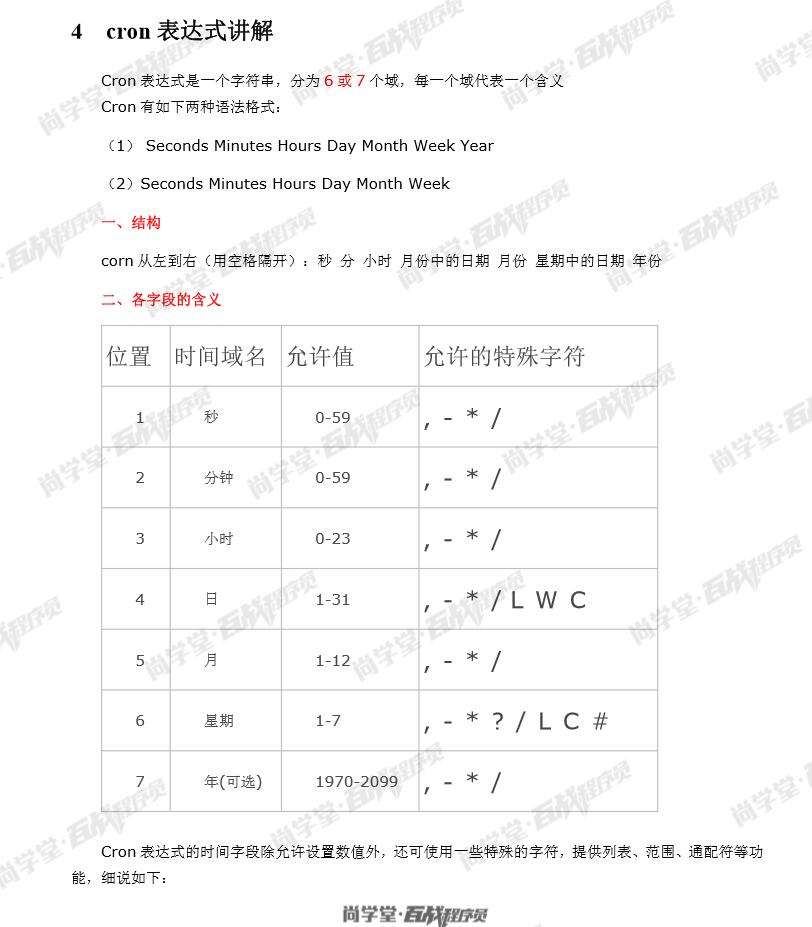 4 cron 表达式讲解
Cron 表达式是一个字符串，分为 6 或 7 个域，每一个域代表一个含义
Cron 有如下两种语法格式：
（1） Seconds Minutes Hours Day Month Week Year
（2）Seconds Minutes Hours Day Month Week
一、结构
corn 从左到右（用空格隔开）：秒 分 小时 月份中的日期 月份 星期中的日期 年份
二、各字段的含义
位置 时间域名 允许值 允许的特殊字符
1 秒 0-59 , - * /
2 分钟 0-59 , - * /
3 小时 0-23 , - * /
4 日 1-31 , - * / L W C
5 月 1-12 , - * /
6 星期 1-7 , - * ? / L C #
7 年(可选) 1970-2099 , - * /
Cron 表达式的时间字段除允许设置数值外，还可使用一些特殊的字符，提供列表、范围、通配符等功
能，细说如下：
尚学堂·百战程序员